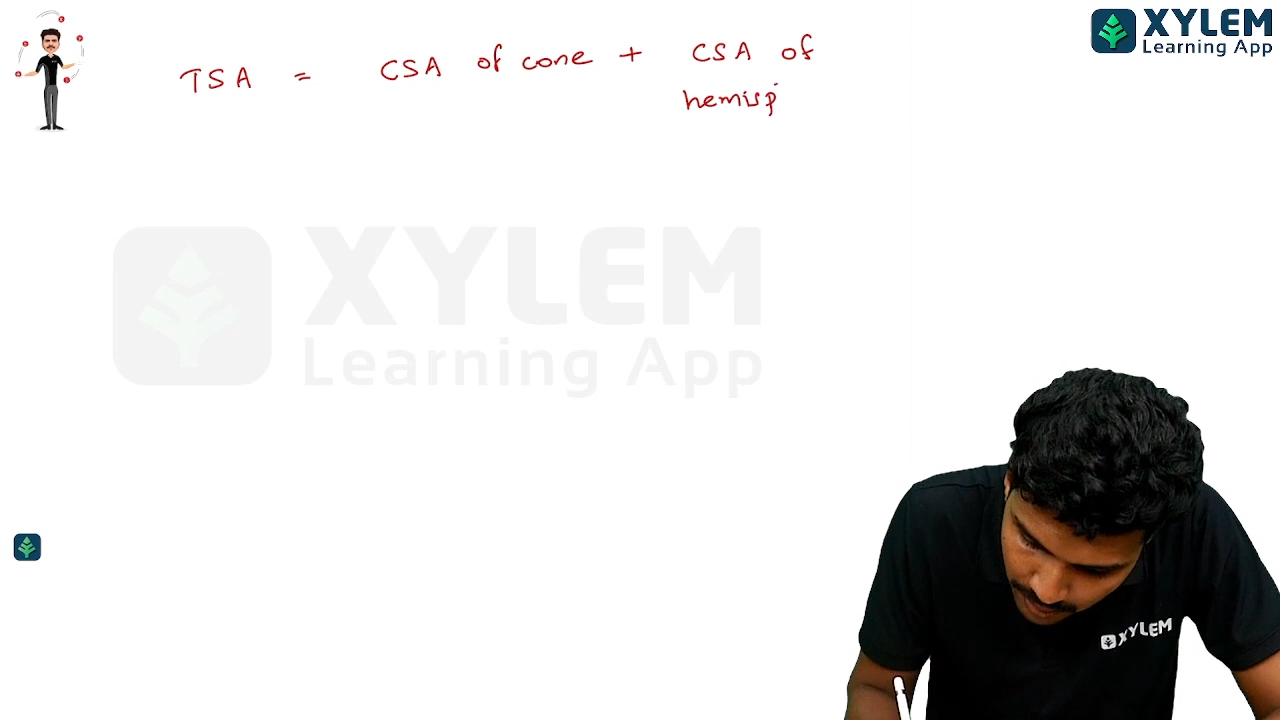 XYLEM
Learning App
TSA = CSA of cone + CSA of
hemisp
XYLEM
Learning App
XYLEM